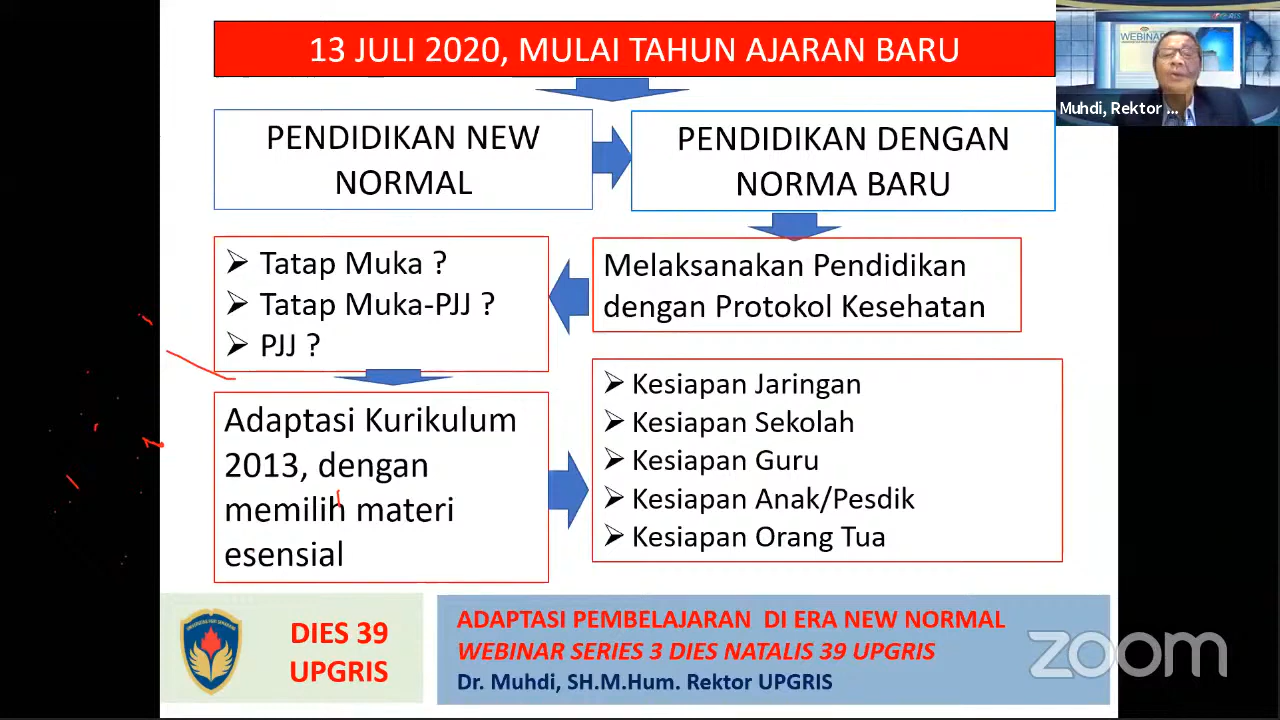 13 JULI 2020, MULAI TAHUN AJARAN BARU
WEBINAR
Muhdi, Rektor ...
PENDIDIKAN NEW
NORMAL
PENDIDIKAN DENGAN
NORMA BARU
Melaksanakan Pendidikan
dengan Protokol Kesehatan
Tatap Muka ?
Tatap Muka-PJJ ?
PJJ ?
Adaptasi Kurikulum
2013, dengan
memilih materi
esensial
Kesiapan Jaringan
Kesiapan Sekolah
Kesiapan Guru
Kesiapan Anak/Pesdik
Kesiapan Orang Tua
DIES 39
UPGRIS
ADAPTASI PEMBELAJARAN DI ERA NEW NORMAL
WEBINAR SERIES 3 DIES NATALIS 39 UPGRIS
Dr. Muhdi, SH.M.Hum. Rektor UPGRIS
zoom